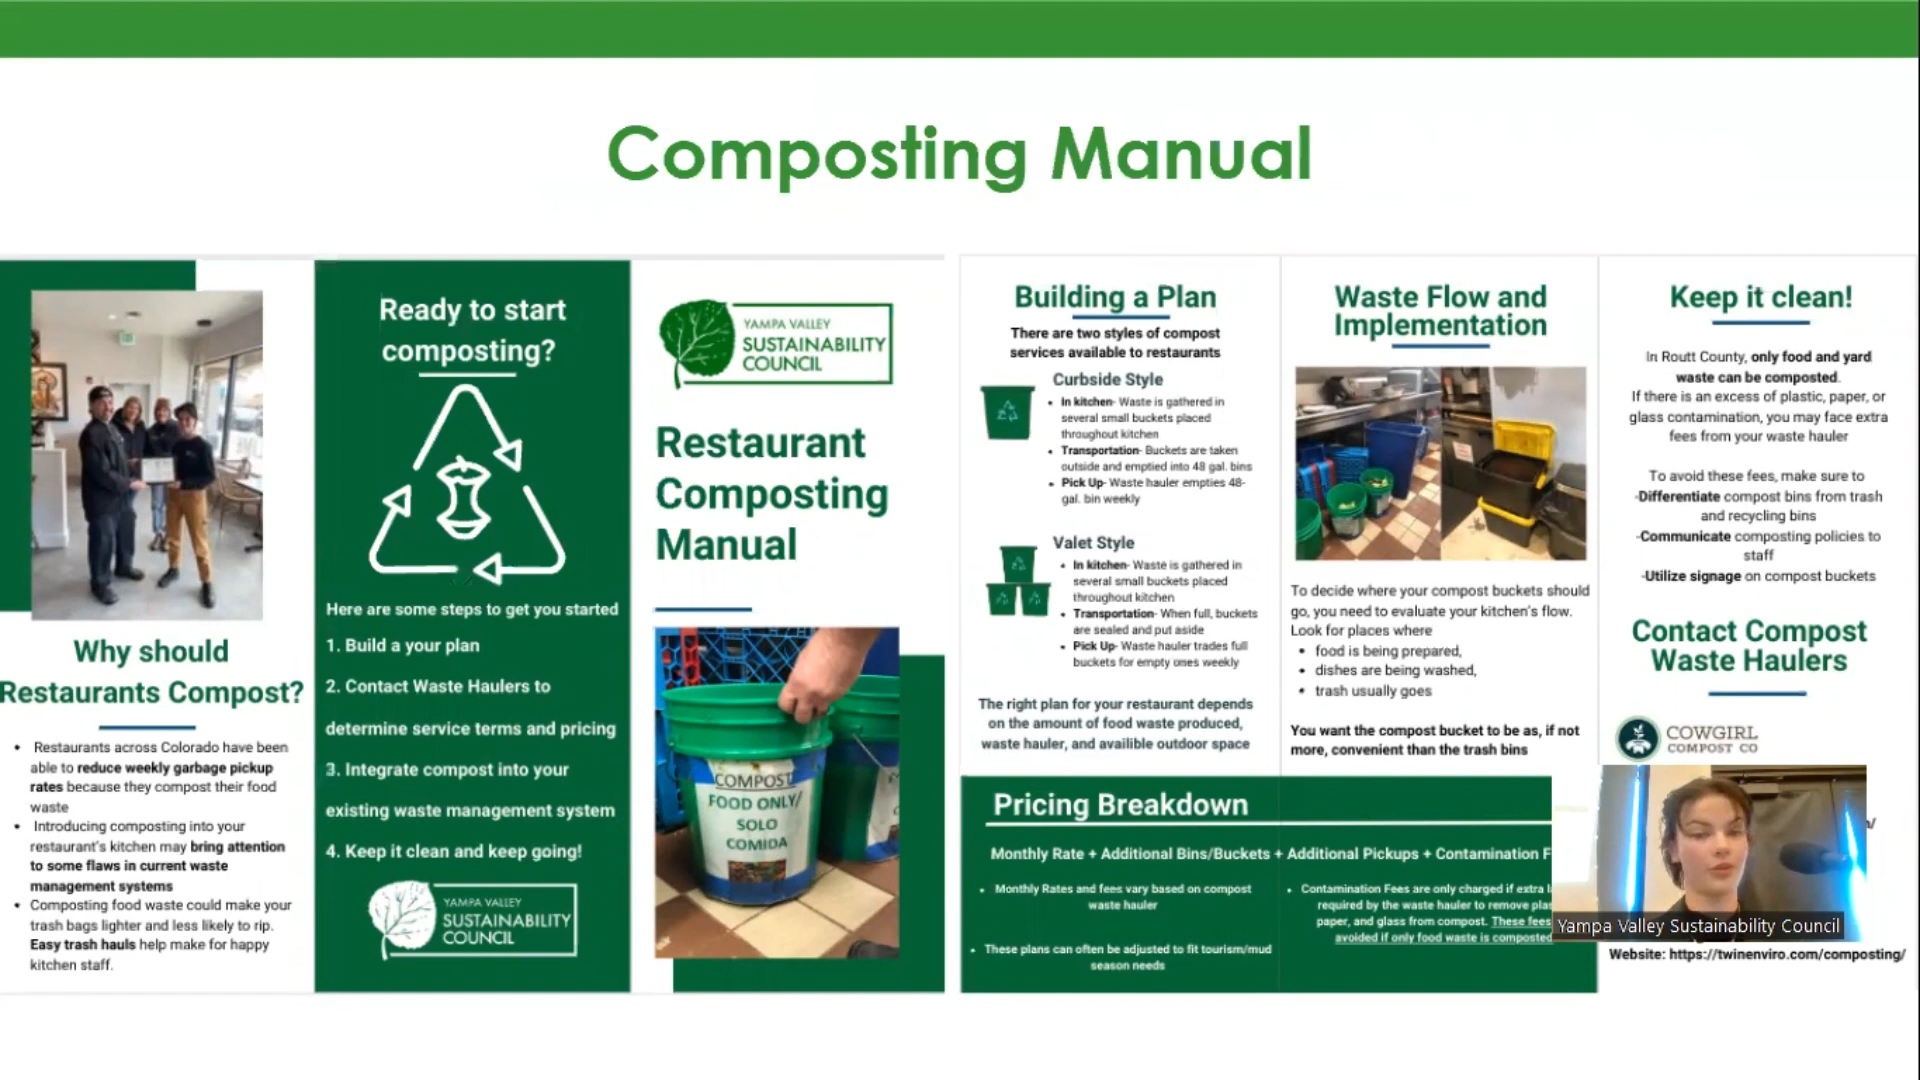 Composting Manual
Why should
Restaurants Compost?
• Restaurants across Colorado have been
able to reduce weekly garbage pickup
rates because they compost their food
waste
• Introducing composting into your
restaurant's kitchen may bring attention
to some flaws in current waste
management systems
• Composting food waste could make your
trash bags lighter and less likely to rip.
Easy trash hauls help make for happy
kitchen staff.
Ready to start
composting?
Here are some steps to get you started
1. Build a your plan
2. Contact Waste Haulers to
determine service terms and pricing
3. Integrate compost into your
existing waste management system
4. Keep it clean and keep going!
YAMPA VALLEY
SUSTAINABILITY
COUNCIL
YAMPA VALLEY
SUSTAINABILITY
COUNCIL
Restaurant
Composting
Manual
COMPOST
FOOD ONLY/
SOLO
COMIDA
Building a Plan
There are two styles of compost
services available to restaurants
Curbside Style
• In kitchen- Waste is gathered in
several small buckets placed
throughout kitchen
• Transportation- Buckets are taken
outside and emptied into 48 gal. bins
• Pick Up- Waste hauler empties 48-
gal. bin weekly
Valet Style
• In kitchen- Waste is gathered in
several small buckets placed
throughout kitchen
• Transportation- When full, buckets
are sealed and put aside
• Pick Up- Waste hauler trades full
buckets for empty ones weekly
The right plan for your restaurant depends
on the amount of food waste produced,
waste hauler, and availible outdoor space
Waste Flow and
Implementation
To decide where your compost buckets should
go, you need to evaluate your kitchen's flow.
Look for places where
• food is being prepared,
• dishes are being washed,
• trash usually goes
You want the compost bucket to be as, if not
more, convenient than the trash bins
Pricing Breakdown
Monthly Rate + Additional Bins/Buckets + Additional Pickups + Contamination F
• Monthly Rates and fees vary based on compost
waste hauler
• These plans can often be adjusted to fit tourism/mud
season needs
• Contamination Fees are only charged if extra l
required by the waste hauler to remove plas
paper, and glass from compost. These fees
avoided if only food waste is composted
Keep it clean!
In Routt County, only food and yard
waste can be composted.
If there is an excess of plastic, paper, or
glass contamination, you may face extra
fees from your waste hauler
To avoid these fees, make sure to
-Differentiate compost bins from trash
and recycling bins
-Communicate composting policies to
staff
-Utilize signage on compost buckets
Contact Compost
Waste Haulers
COWGIRL
COMPOST CO
Yampa Valley Sustainability Council
Website: https://twinenviro.com/composting/